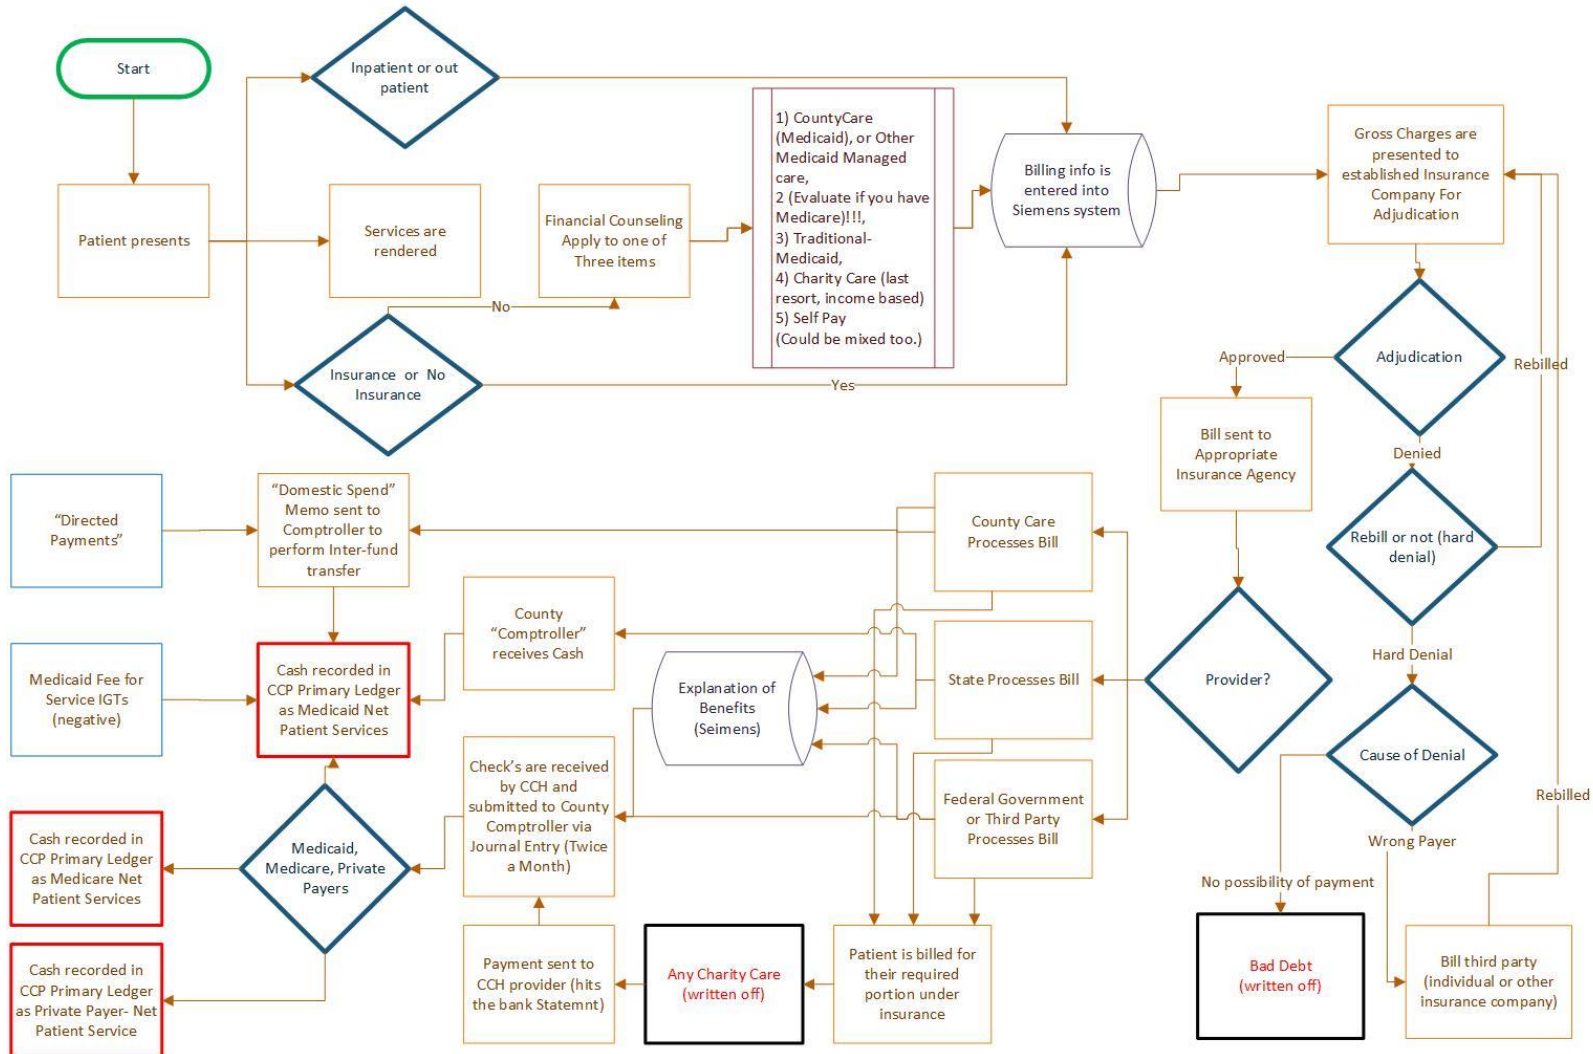 Start
Inpatient or out
patient
Patient presents
Services are
rendered
Financial Counseling
Apply to one of
Three items
No
Insurance or No
Insurance
Yes
1) CountyCare
(Medicaid), or Other
Medicaid Managed
care,
2 (Evaluate if you have
Medicare)!!!,
3) Traditional-
Medicaid,
4) Charity Care (last
resort, income based)
5) Self Pay
(Could be mixed too.)
Billing info is
entered into
Siemens system
Gross Charges are
presented to
established Insurance
Company For
Adjudication
Adjudication
Approved
Rebilled
Denied
Bill sent to
Appropriate
Insurance Agency
Rebill or not (hard
denial)
Hard Denial
Provider?
Cause of Denial
Rebilled
Wrong Payer
No possibility of payment
Bad Debt
(written off)
Bill third party
(individual or other
insurance company)
"Directed
Payments"
"Domestic Spend"
Memo sent to
Comptroller to
perform Inter-fund
transfer
County Care
Processes Bill
County
"Comptroller"
receives Cash
State Processes Bill
Medicaid Fee for
Service IGTs
(negative)
Cash recorded in
CCP Primary Ledger
as Medicaid Net
Patient Services
Explanation of
Benefits
(Seimens)
Check's are received
by CCH and
submitted to County
Comptroller via
Journal Entry (Twice
a Month)
Federal Government
or Third Party
Processes Bill
Cash recorded in
CCP Primary Ledger
as Medicare Net
Patient Services
Medicaid,
Medicare, Private
Payers
Cash recorded in
CCP Primary Ledger
as Private Payer- Net
Patient Service
Payment sent to
CCH provider (hits
the bank Statemnt)
Any Charity Care
(written off)
Patient is billed for
their required
portion under
insurance